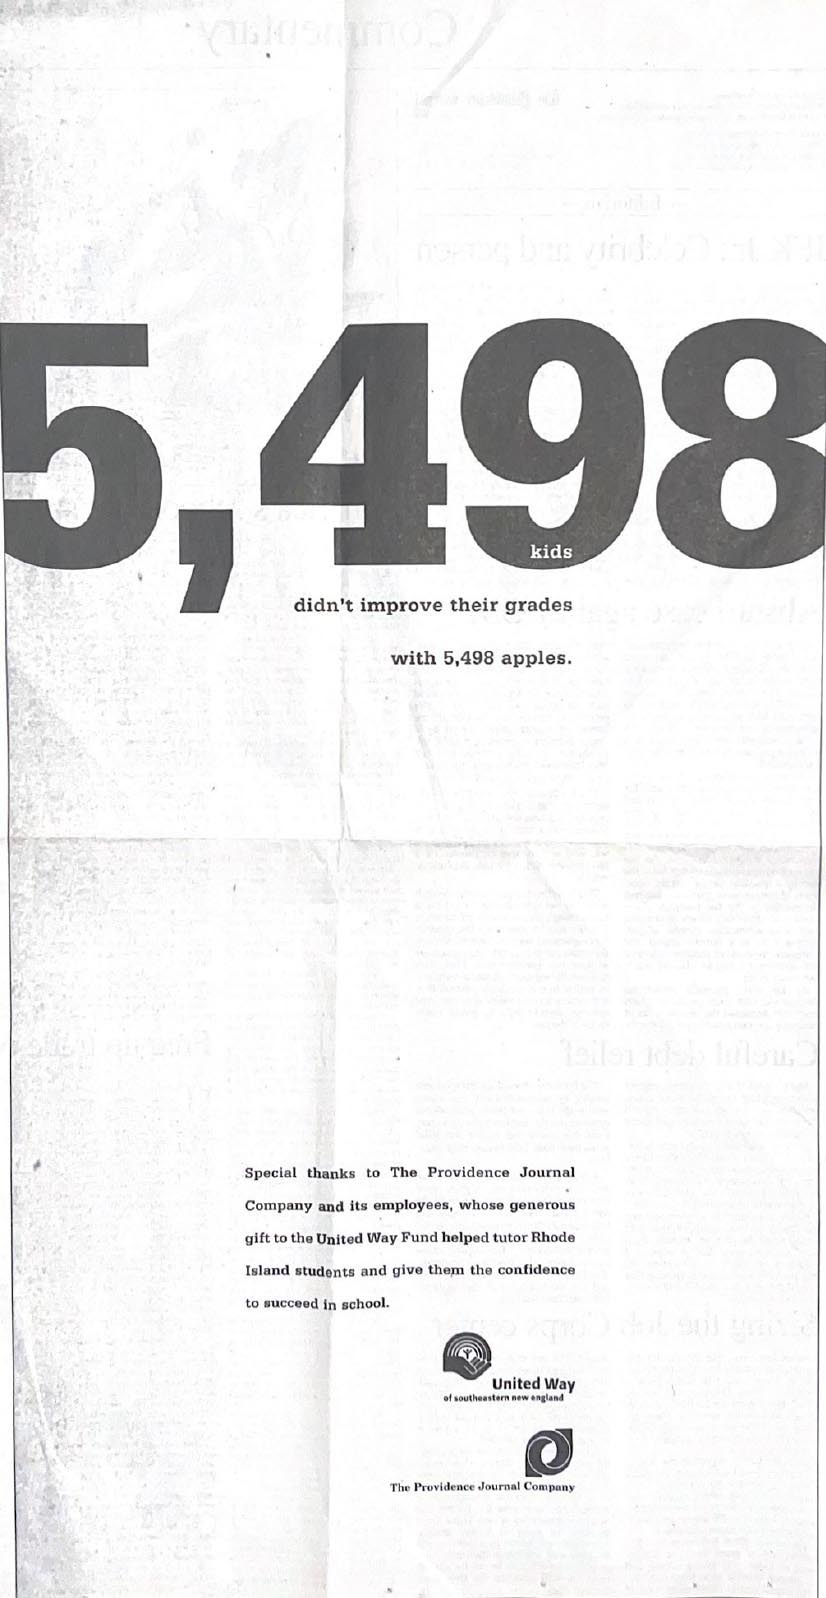 5,498
kids
didn't improve their grades
with 5,498 apples.
Special thanks to The Providence Journal
Company and its employees, whose generous
gift to the United Way Fund helped tutor Rhode
Island students and give them the confidence
to succeed in school.
United Way
of southeastern new england
The Providence Journal Company